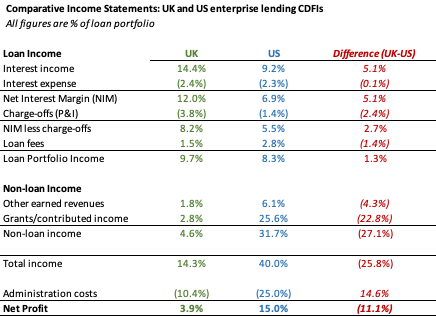 Comparative Income Statements: UK and US enterprise lending CDFIs
All figures are % of loan portfolio
Loan Income UK US Difference (UK-US)
Interest income 14.4% 9.2% 5.1%
Interest expense (2.4%) (2.3%) (0.1%)
Net Interest Margin (NIM) 12.0% 6.9% 5.1%
Charge-offs (P&I) (3.8%) (1.4%) (2.4%)
NIM less charge-offs 8.2% 5.5% 2.7%
Loan fees 1.5% 2.8% (1.4%)
Loan Portfolio Income 9.7% 8.3% 1.3%
Non-loan Income
Other earned revenues 1.8% 6.1% (4.3%)
Grants/contributed income 2.8% 25.6% (22.8%)
Non-loan income 4.6% 31.7% (27.1%)
Total income 14.3% 40.0% (25.8%)
Administration costs (10.4%) (25.0%) 14.6%
Net Profit 3.9% 15.0% (11.1%)